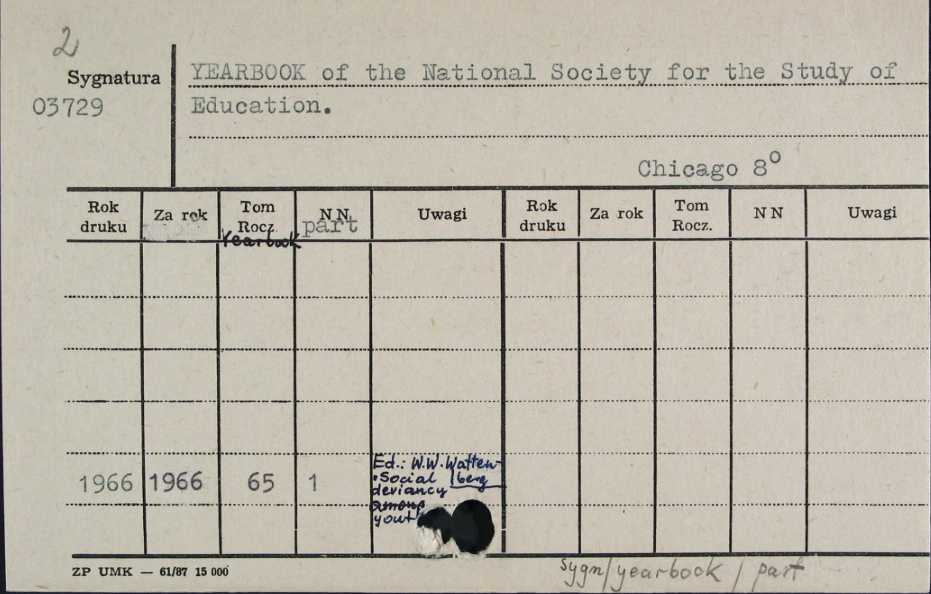 2
Sygnatura
03729
YEARBOOK of the National Society for the Study of
Education.
Chicago 8°
Rok druku Za rok Tom Rocz. NN Uwagi Rok druku Za rok Tom Rocz. NN Uwagi
Yearbook part
1966 1966 65 1 Ed.: W.W. Watten-
Social berg
deviancy
among
yout
ZP UMK — 61/87 15 000
sygn/yearbook / part